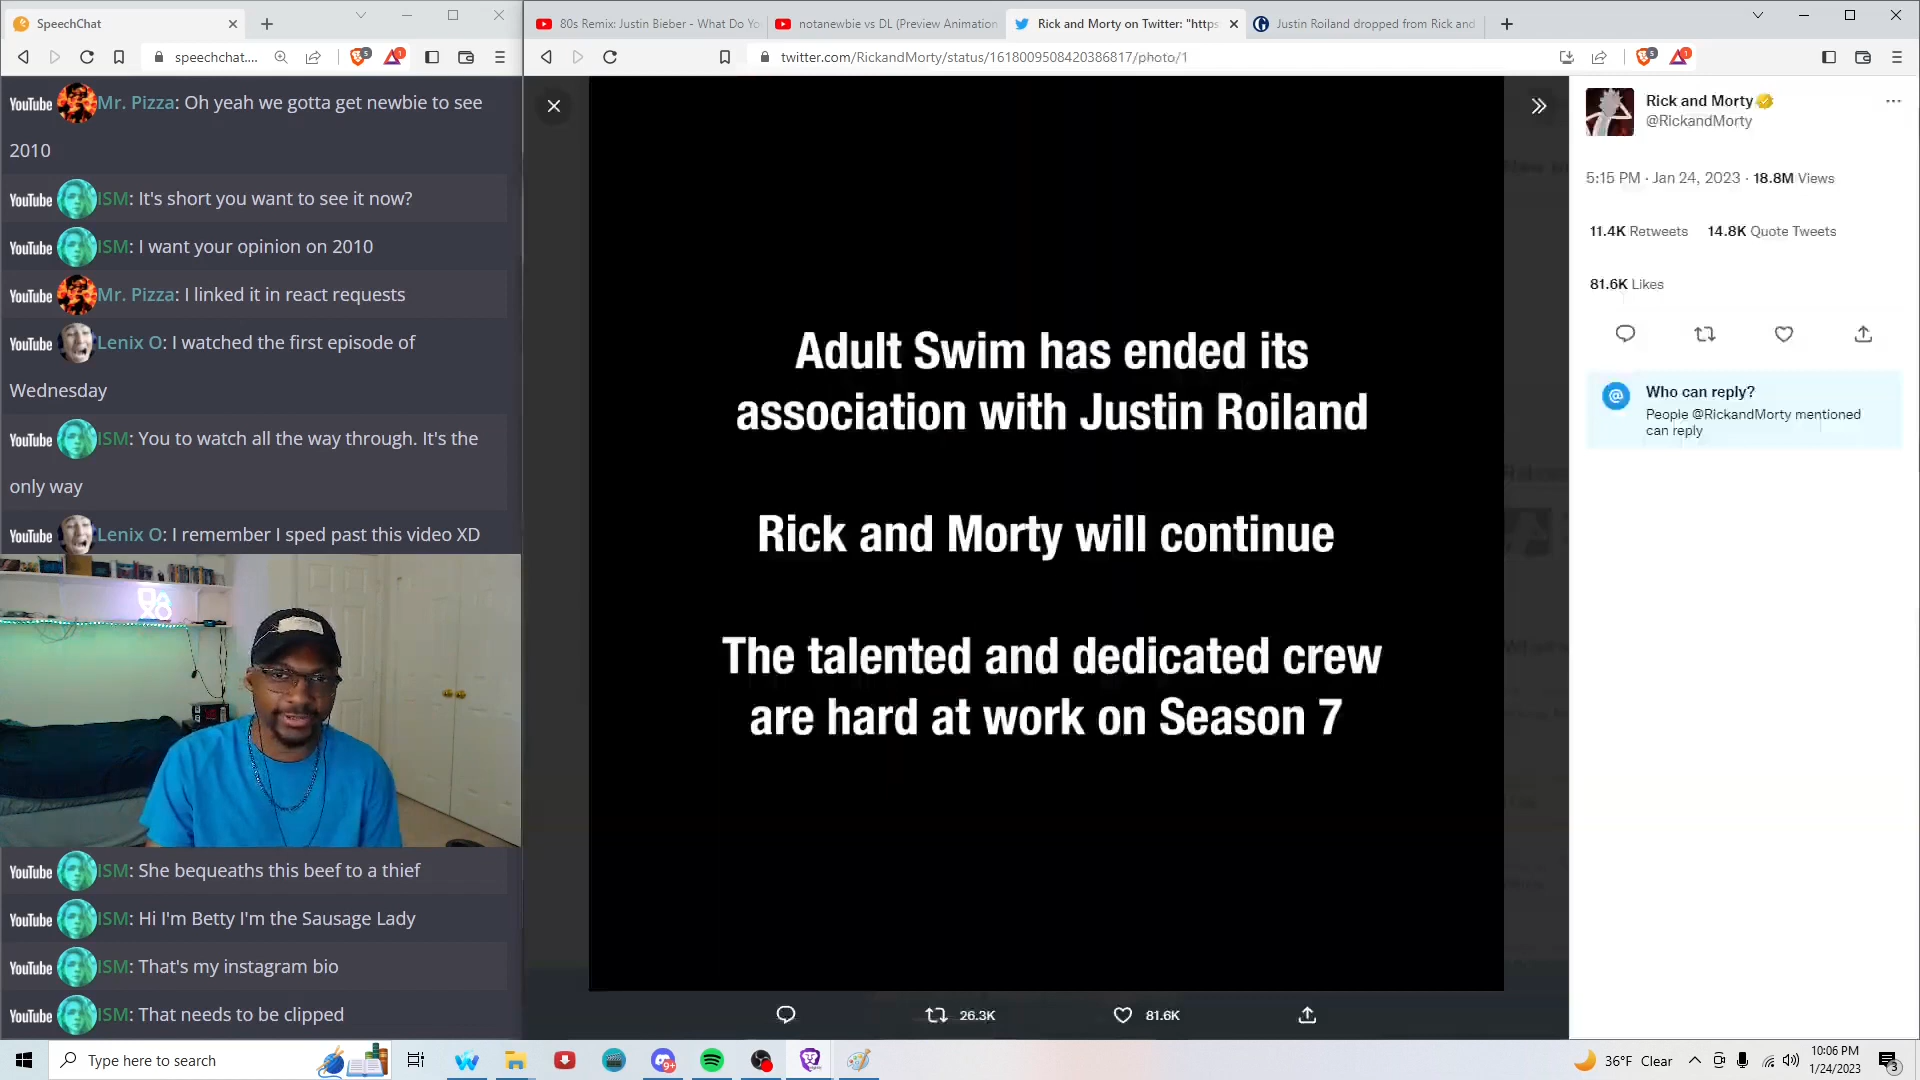 SpeechChat
80s Remix: Justin Bieber - What Do Yo
notanewbie vs DL (Preview Animation
Rick and Morty on Twitter: "https
Justin Roiland dropped from Rick and
speechchat....
5
1
twitter.com/RickandMorty/status/1618009508420386817/photo/1
5
1
YouTube Mr. Pizza: Oh yeah we gotta get newbie to see
2010
YouTube ISM: It's short you want to see it now?
YouTube ISM: I want your opinion on 2010
YouTube Mr. Pizza: I linked it in react requests
YouTube Lenix O: I watched the first episode of
Wednesday
YouTube ISM: You to watch all the way through. It's the
only way
YouTube Lenix O: I remember I sped past this video XD
YouTube ISM: She bequeaths this beef to a thief
YouTube ISM: Hi I'm Betty I'm the Sausage Lady
YouTube ISM: That's my instagram bio
YouTube ISM: That needs to be clipped
Adult Swim has ended its
association with Justin Roiland
Rick and Morty will continue
The talented and dedicated crew
are hard at work on Season 7
26.3K
81.6K
Rick and Morty
@RickandMorty
5:15 PM · Jan 24, 2023 · 18.8M Views
11.4K Retweets 14.8K Quote Tweets
81.6K Likes
Who can reply?
People @RickandMorty mentioned
can reply
Type here to search
9+
36°F Clear
10:06 PM
1/24/2023
3